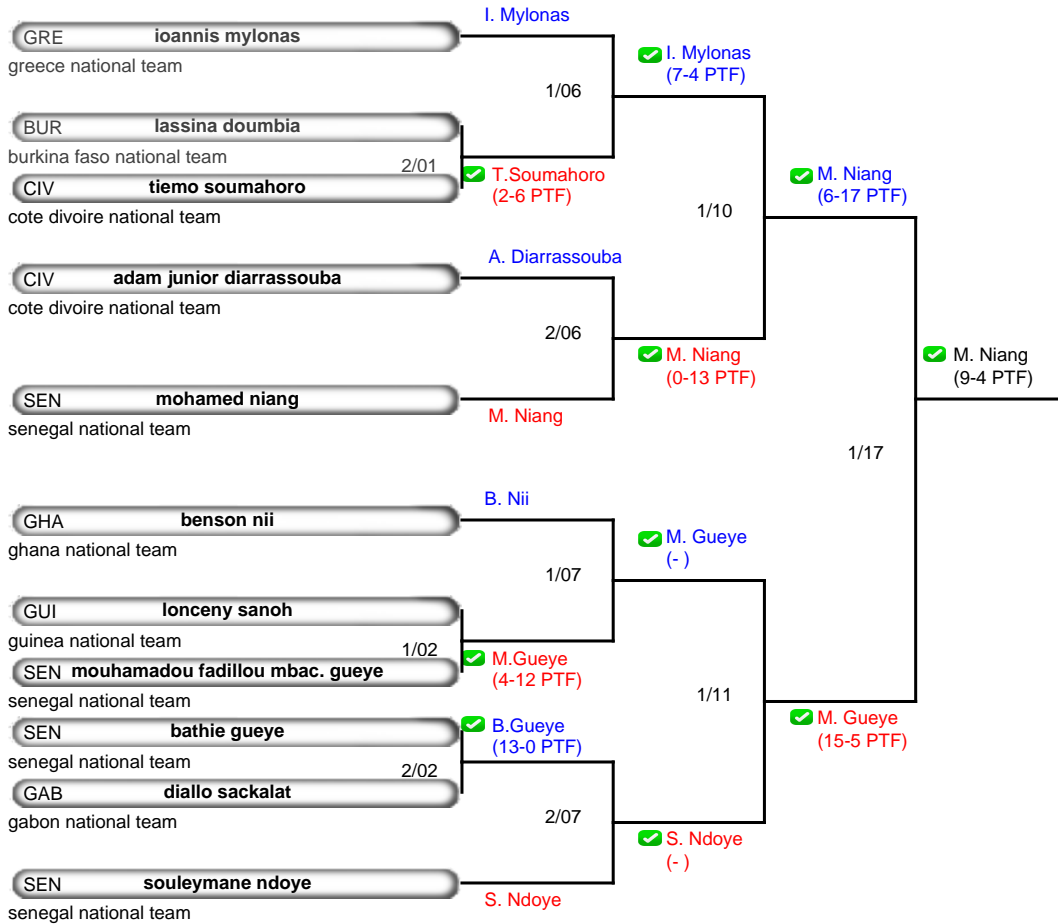 I. Mylonas
GRE ioannis mylonas
greece national team
I. Mylonas
(7-4 PTF)
1/06
BUR lassina doumbia
burkina faso national team
2/01
CIV tiemo soumahoro
cote divoire national team
T.Soumahoro
(2-6 PTF)
M. Niang
(6-17 PTF)
1/10
A. Diarrassouba
CIV adam junior diarrassouba
cote divoire national team
2/06
M. Niang
(0-13 PTF)
M. Niang
(9-4 PTF)
SEN mohamed niang
senegal national team
M. Niang
1/17
B. Nii
GHA benson nii
ghana national team
M. Gueye
(- )
1/07
GUI lonceny sanoh
guinea national team
1/02
SEN mouhamadou fadillou mbac. gueye
senegal national team
M.Gueye
(4-12 PTF)
1/11
SEN bathie gueye
senegal national team
B.Gueye
(13-0 PTF)
M. Gueye
(15-5 PTF)
2/02
GAB diallo sackalat
gabon national team
2/07
S. Ndoye
(- )
SEN souleymane ndoye
senegal national team
S. Ndoye